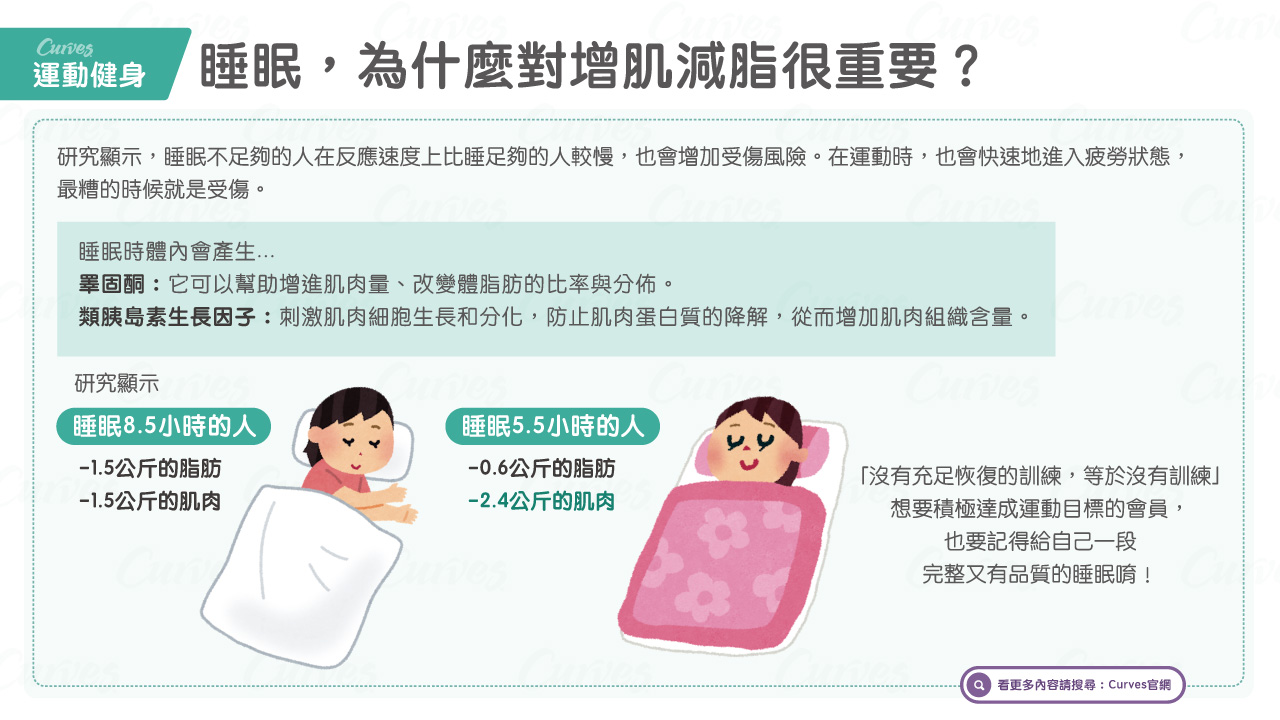 Curves
運動健身
睡眠，為什麼對增肌減脂很重要？
研究顯示，睡眠不足夠的人在反應速度上比睡足夠的人較慢，也會增加受傷風險。在運動時，也會快速地進入疲勞狀態，
最糟的時候就是受傷。
睡眠時體內會產生…
睪固酮：它可以幫助增進肌肉量、改變體脂肪的比率與分佈。
類胰島素生長因子：刺激肌肉細胞生長和分化，防止肌肉蛋白質的降解，從而增加肌肉組織含量。
研究顯示
睡眠8.5小時的人
-1.5公斤的脂肪
-1.5公斤的肌肉
睡眠5.5小時的人
-0.6公斤的脂肪
-2.4公斤的肌肉
「沒有充足恢復的訓練，等於沒有訓練」
想要積極達成運動目標的會員，
也要記得給自己一段
完整又有品質的睡眠唷！
看更多內容請搜尋：Curves官網